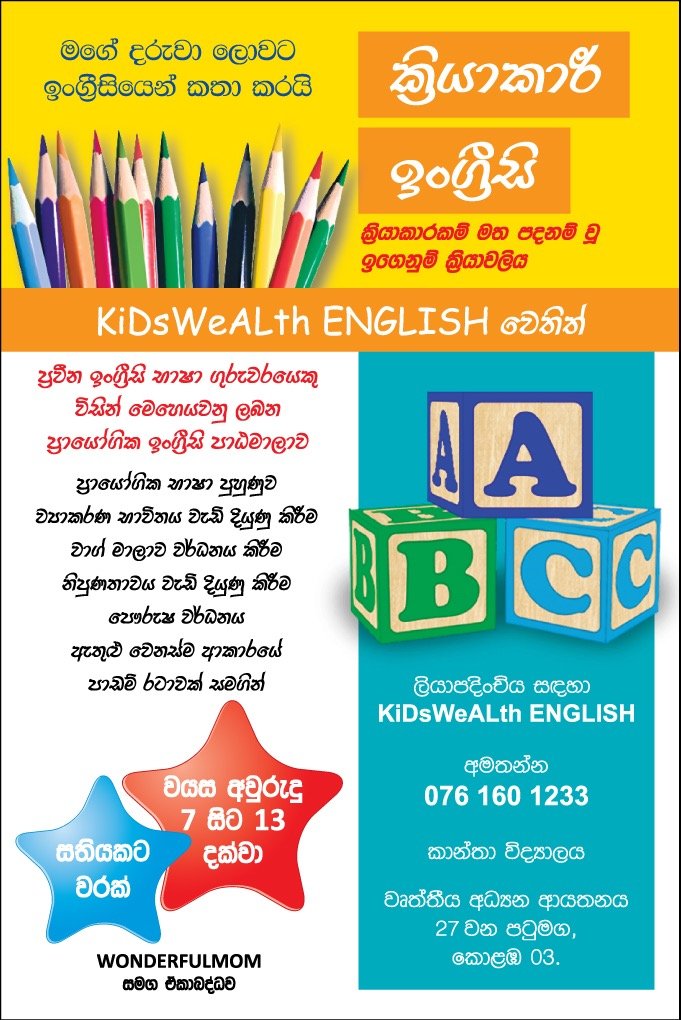 මගේ දරුවා ලොවට
ඉංග්‍රීසියෙන් කතා කරයි
ක්‍රියාකාරී
ඉංග්‍රීසි
ක්‍රියාකාරකම් මත පදනම් වූ
ඉගෙනුම් ක්‍රියාවලිය
KiDsWeALth ENGLISH වෙතින්
ප්‍රවීන ඉංග්‍රීසි භාෂා ගුරුවරයෙකු
විසින් මෙහෙයවනු ලබන
ප්‍රායෝගික ඉංග්‍රීසි පාඨමාලාව
ප්‍රායෝගික භාෂා පුහුණුව
ව්‍යාකරණ භාවිතය වැඩි දියුණු කිරීම
වාග් මාලාව වර්ධනය කිරීම
නිපුණතාවය වැඩි දියුණු කිරීම
පෞරුෂ වර්ධනය
ඇතුළු වෙනස්ම ආකාරයේ
පාඩම් රටාවක් සමගින්
වයස අවුරුදු
7 සිට 13
දක්වා
සතියකට
වරක්
WONDERFULMOM
සමග ඒකාබද්ධව
A A
B B C C
ලියාපදිංචිය සඳහා
KiDsWeALth ENGLISH
අමතන්න
076 160 1233
කාන්තා විද්‍යාලය
වෘත්තීය අධ්‍යන ආයතනය
27 වන පටුමග,
කොළඹ 03.